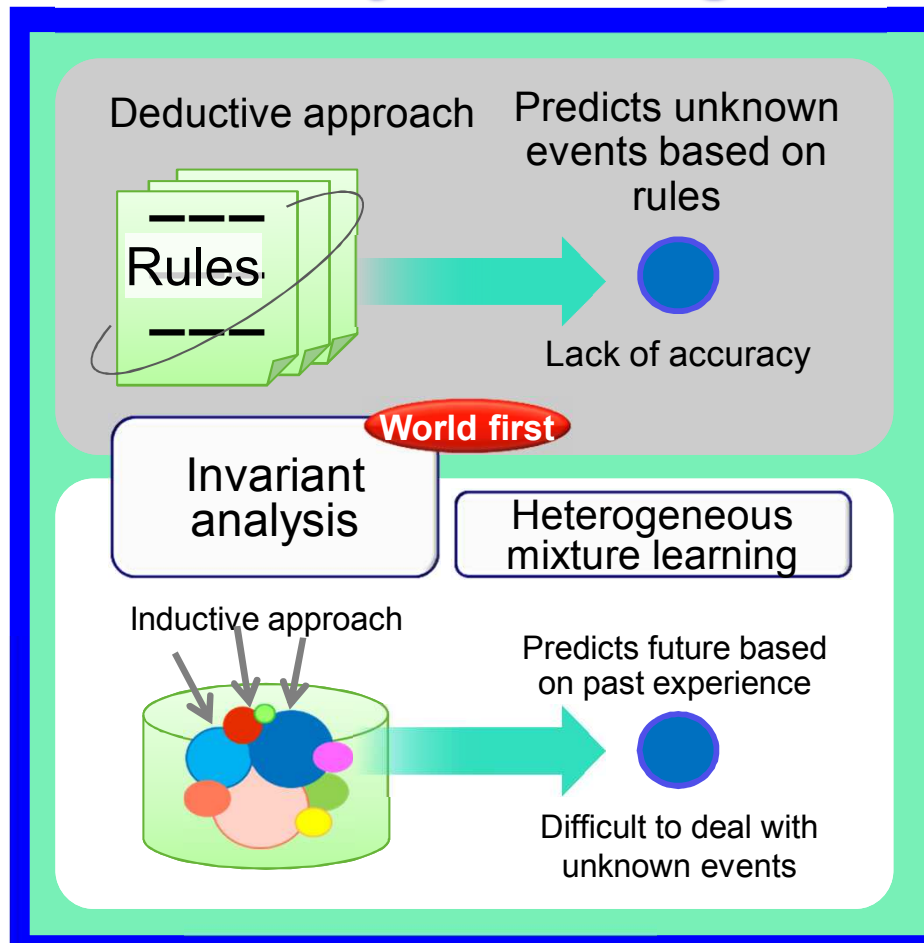 Deductive approach
Predicts unknown
events based on
rules
Rules
Lack of accuracy
World first
Invariant
analysis
Heterogeneous
mixture learning
Inductive approach
Predicts future based
on past experience
Difficult to deal with
unknown events